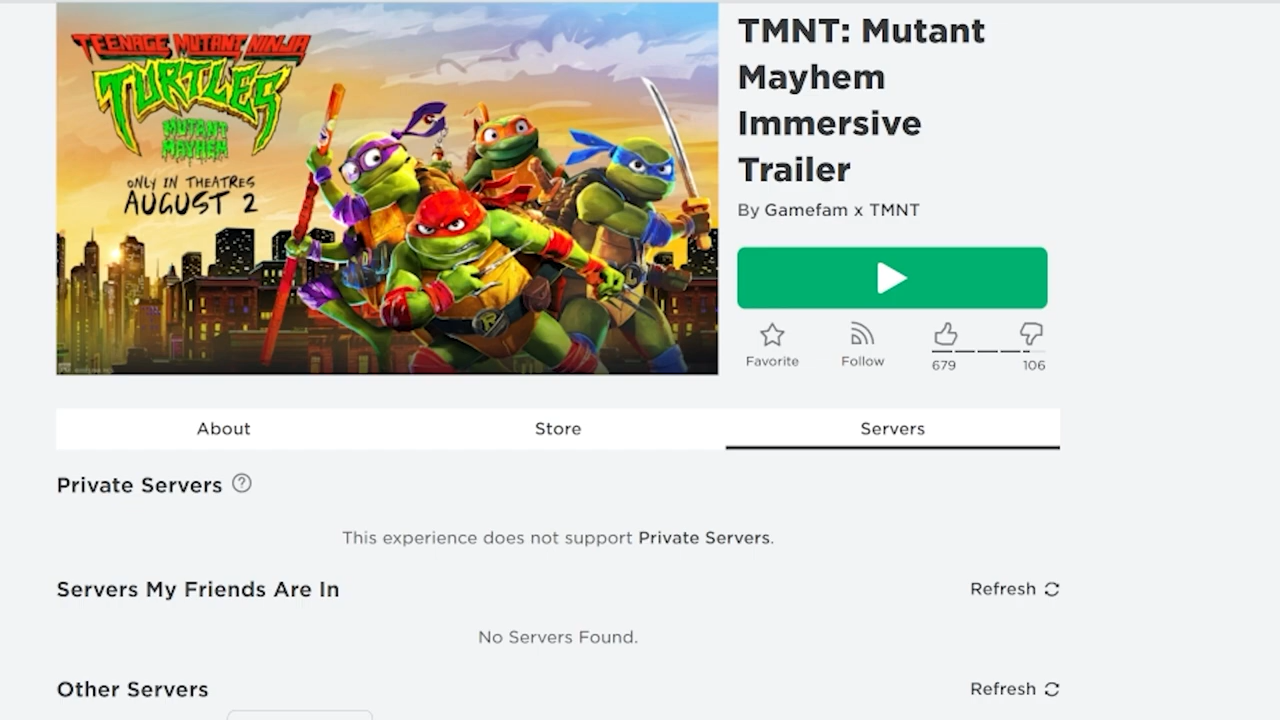 TEENAGE MUTANT NINJA
TURTLES
MUTANT
MAYHEM
ONLY IN THEATRES
AUGUST 2
TMNT: Mutant
Mayhem
Immersive
Trailer
By Gamefam x TMNT
Favorite
Follow
679
106
About
Store
Servers
Private Servers
This experience does not support Private Servers.
Servers My Friends Are In
Refresh
No Servers Found.
Other Servers
Refresh